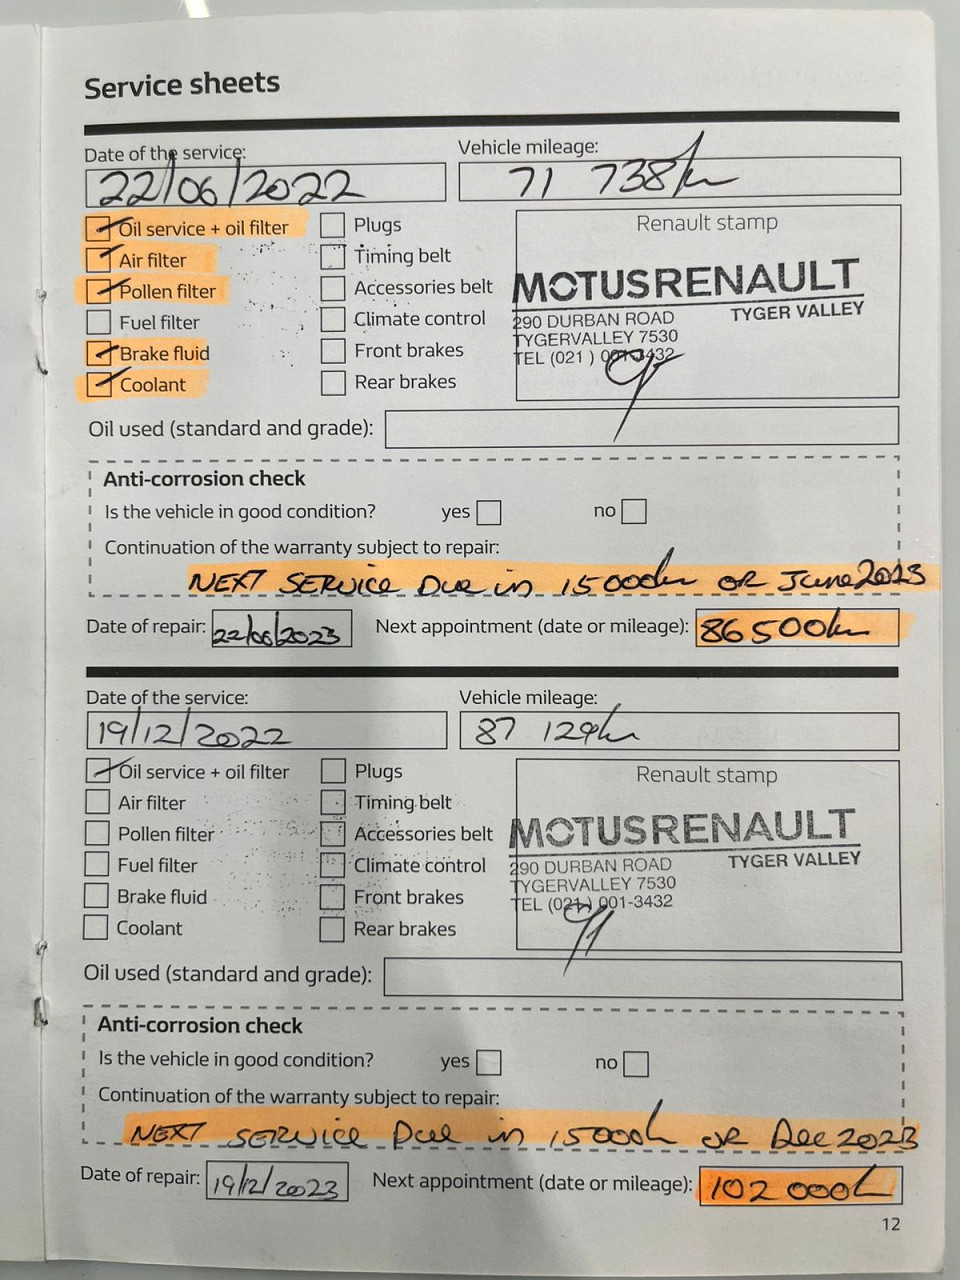 Service sheets
Date of the service: Vehicle mileage:
22/06/2022 71 738km
Oil service + oil filter Plugs Renault stamp
Air filter Timing belt MOTUSRENAULT
Pollen filter Accessories belt TYGER VALLEY
Fuel filter Climate control 290 DURBAN ROAD
Brake fluid Front brakes TYGERVALLEY 7530
Coolant Rear brakes TEL (021 ) 001-3432
Oil used (standard and grade):
Anti-corrosion check
Is the vehicle in good condition? yes no
Continuation of the warranty subject to repair:
NEXT SERVICE DUE in 15000km OR June 2023
Date of repair: 22/06/2023 Next appointment (date or mileage): 86 500km
Date of the service: Vehicle mileage:
19/12/2022 87 129km
Oil service + oil filter Plugs Renault stamp
Air filter Timing belt MOTUSRENAULT
Pollen filter Accessories belt TYGER VALLEY
Fuel filter Climate control 290 DURBAN ROAD
Brake fluid Front brakes TYGERVALLEY 7530
Coolant Rear brakes TEL (021) 001-3432
Oil used (standard and grade):
Anti-corrosion check
Is the vehicle in good condition? yes no
Continuation of the warranty subject to repair:
NEXT SERVICE Due in 15000km OR Dec 2023
Date of repair: 19/12/2023 Next appointment (date or mileage): 102 000km
12